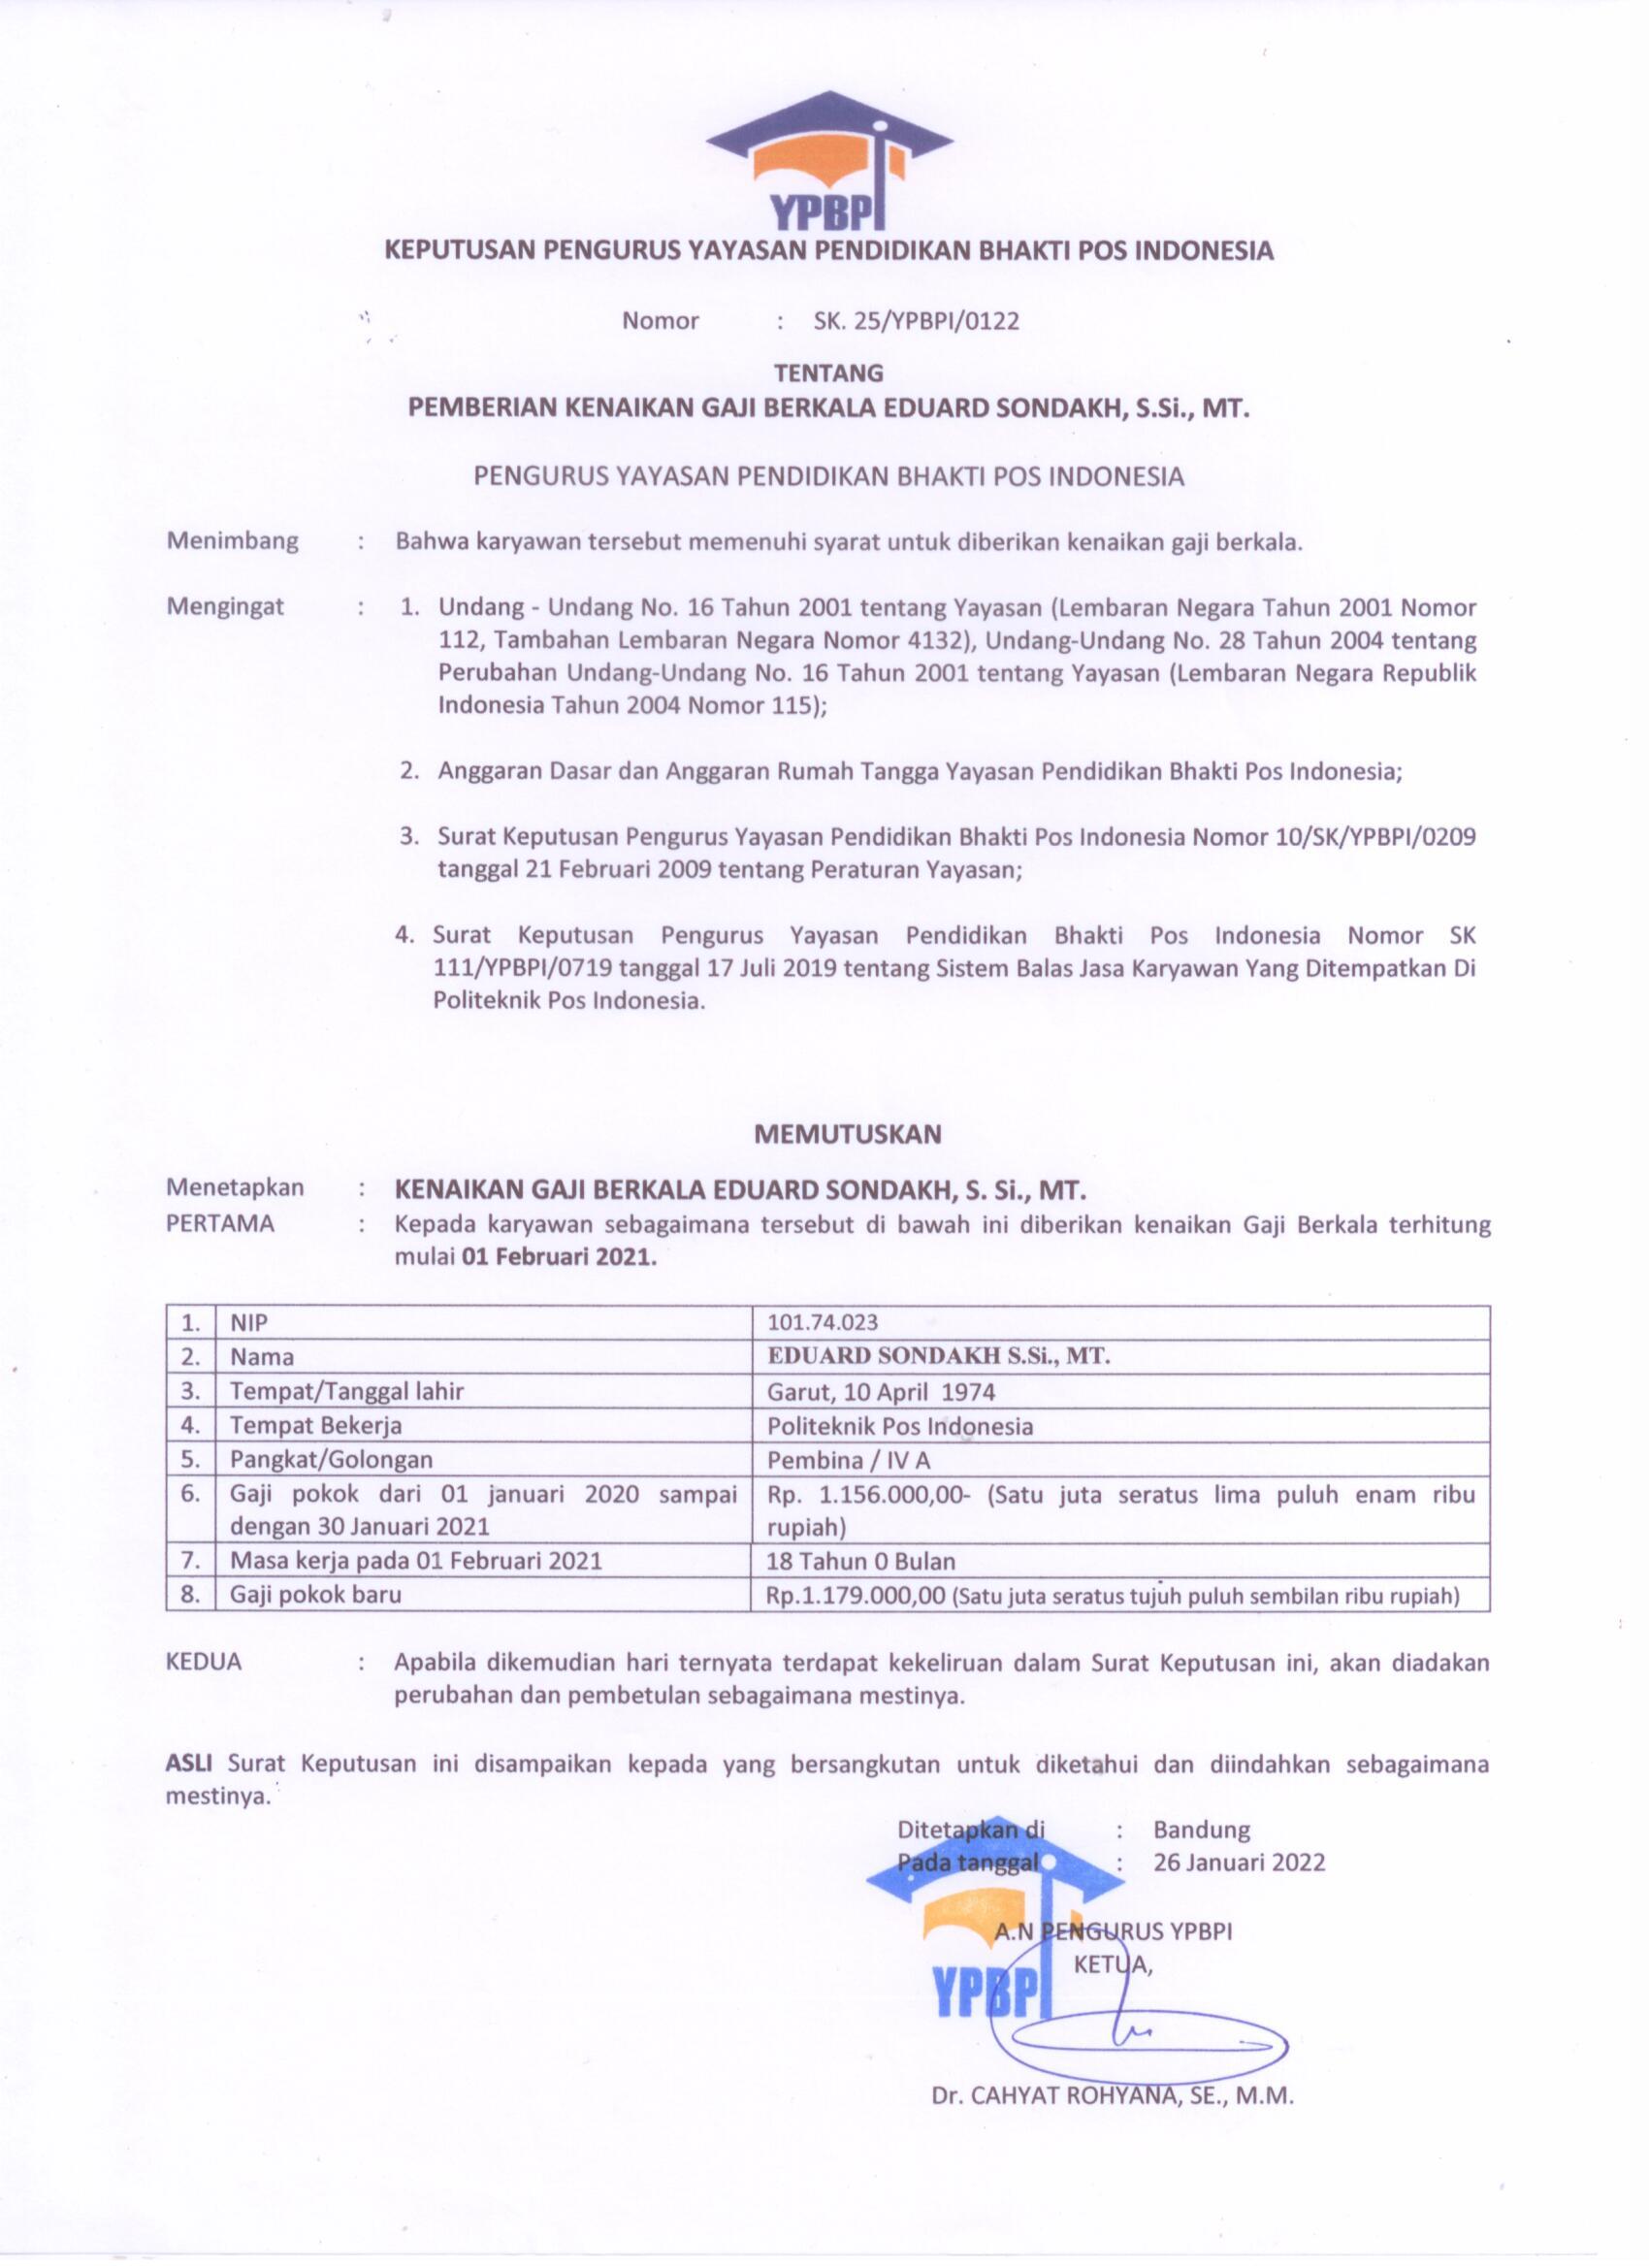 YPBPI
KEPUTUSAN PENGURUS YAYASAN PENDIDIKAN BHAKTI POS INDONESIA
Nomor : SK. 25/YPBPI/0122
TENTANG
PEMBERIAN KENAIKAN GAJI BERKALA EDUARD SONDAKH, S.Si., MT.
PENGURUS YAYASAN PENDIDIKAN BHAKTI POS INDONESIA
Menimbang : Bahwa karyawan tersebut memenuhi syarat untuk diberikan kenaikan gaji berkala.
Mengingat : 1. Undang - Undang No. 16 Tahun 2001 tentang Yayasan (Lembaran Negara Tahun 2001 Nomor
112, Tambahan Lembaran Negara Nomor 4132), Undang-Undang No. 28 Tahun 2004 tentang
Perubahan Undang-Undang No. 16 Tahun 2001 tentang Yayasan (Lembaran Negara Republik
Indonesia Tahun 2004 Nomor 115);
2. Anggaran Dasar dan Anggaran Rumah Tangga Yayasan Pendidikan Bhakti Pos Indonesia;
3. Surat Keputusan Pengurus Yayasan Pendidikan Bhakti Pos Indonesia Nomor 10/SK/YPBPI/0209
tanggal 21 Februari 2009 tentang Peraturan Yayasan;
4. Surat Keputusan Pengurus Yayasan Pendidikan Bhakti Pos Indonesia Nomor SK
111/YPBPI/0719 tanggal 17 Juli 2019 tentang Sistem Balas Jasa Karyawan Yang Ditempatkan Di
Politeknik Pos Indonesia.
MEMUTUSKAN
Menetapkan : KENAIKAN GAJI BERKALA EDUARD SONDAKH, S. Si., MT.
PERTAMA : Kepada karyawan sebagaimana tersebut di bawah ini diberikan kenaikan Gaji Berkala terhitung
mulai 01 Februari 2021.
1. NIP 101.74.023
2. Nama EDUARD SONDAKH S.Si., MT.
3. Tempat/Tanggal lahir Garut, 10 April 1974
4. Tempat Bekerja Politeknik Pos Indonesia
5. Pangkat/Golongan Pembina / IV A
6. Gaji pokok dari 01 januari 2020 sampai Rp. 1.156.000,00- (Satu juta seratus lima puluh enam ribu
dengan 30 Januari 2021 rupiah)
7. Masa kerja pada 01 Februari 2021 18 Tahun 0 Bulan
8. Gaji pokok baru Rp.1.179.000,00 (Satu juta seratus tujuh puluh sembilan ribu rupiah)
KEDUA : Apabila dikemudian hari ternyata terdapat kekeliruan dalam Surat Keputusan ini, akan diadakan
perubahan dan pembetulan sebagaimana mestinya.
ASLI Surat Keputusan ini disampaikan kepada yang bersangkutan untuk diketahui dan diindahkan sebagaimana
mestinya.
Ditetapkan di : Bandung
Pada tanggal : 26 Januari 2022
A.N PENGURUS YPBPI
KETUA,
YPBPI
Dr. CAHYAT ROHYANA, SE., M.M.